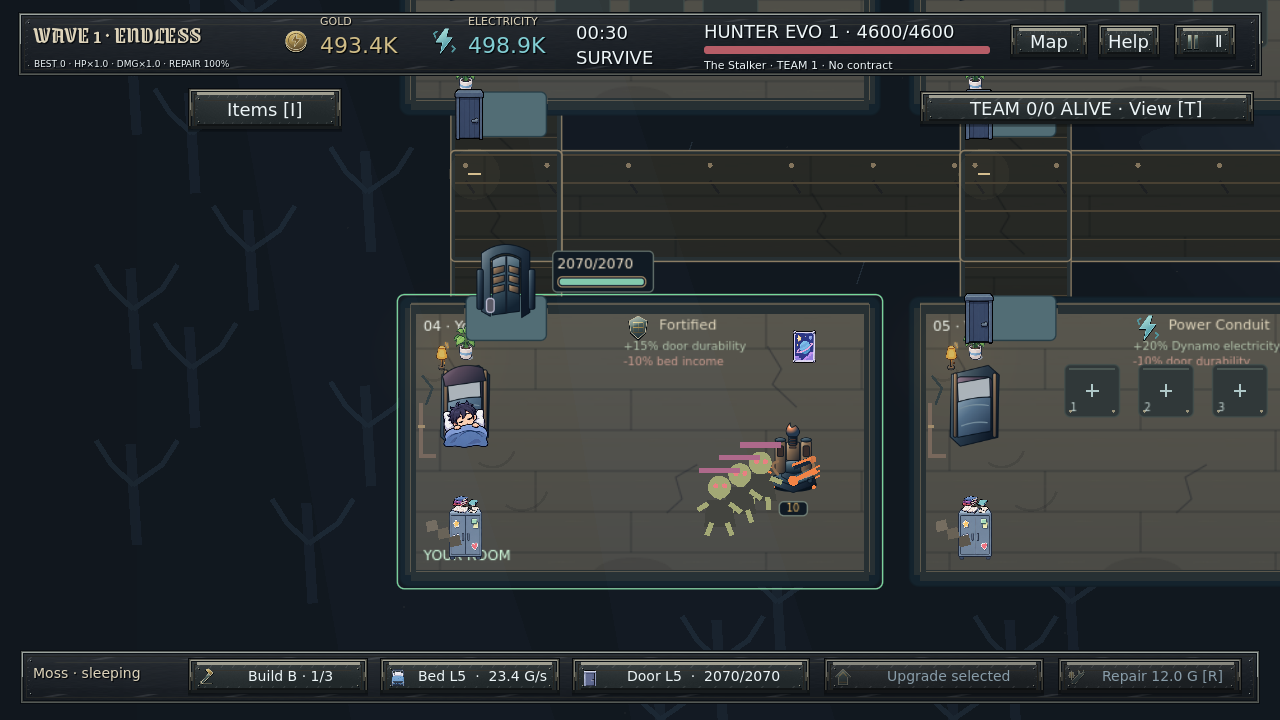 WAVE 1 · ENDLESS
BEST 0 · HP×1.0 · DMG×1.0 · REPAIR 100%
GOLD
493.4K
ELECTRICITY
498.9K
00:30
SURVIVE
HUNTER EVO 1 · 4600/4600
The Stalker · TEAM 1 · No contract
Map
Help
Items [I]
TEAM 0/0 ALIVE · View [T]
2070/2070
04 ·
Fortified
+15% door durability
-10% bed income
10
YOUR ROOM
05 ·
Power Conduit
+20% Dynamo electricity
-10% door durability
1
2
3
Moss · sleeping
Build B · 1/3
Bed L5 · 23.4 G/s
Door L5 · 2070/2070
Upgrade selected
Repair 12.0 G [R]